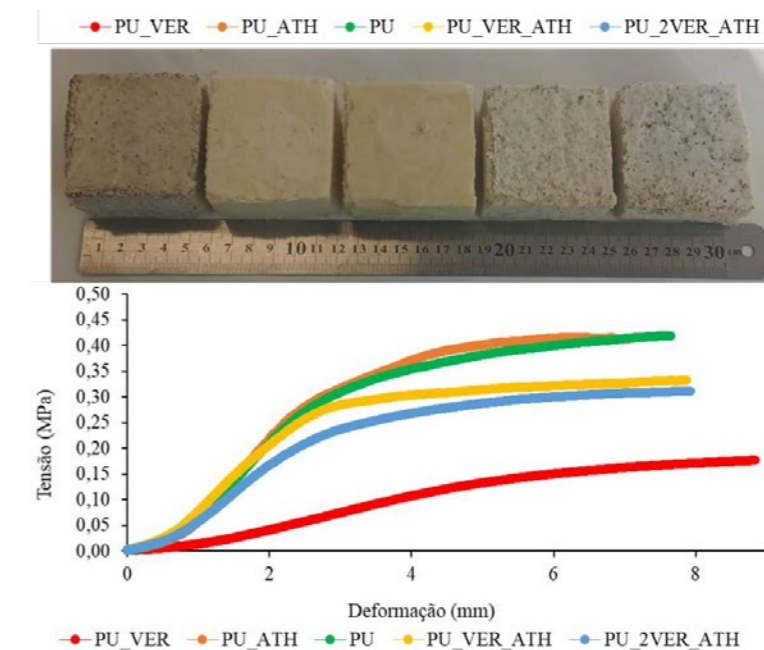 PU_VER PU_ATH PU PU_VER_ATH PU_2VER_ATH
1 2 3 4 5 6 7 8 9 10 11 12 13 14 15 16 17 18 19 20 21 22 23 24 25 26 27 28 29 30 cm
0,50
0,45
0,40
0,35
0,30
0,25
0,20
0,15
0,10
0,05
0,00
Tensão (MPa)
0 2 4 6 8
Deformação (mm)
PU_VER PU_ATH PU PU_VER_ATH PU_2VER_ATH